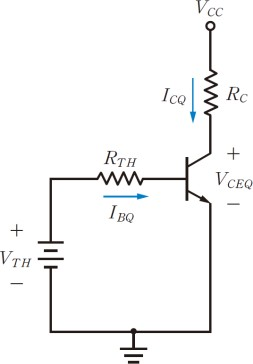 V_CC
I_CQ
R_C
R_TH
+
V_CEQ
−
I_BQ
+
V_TH
−